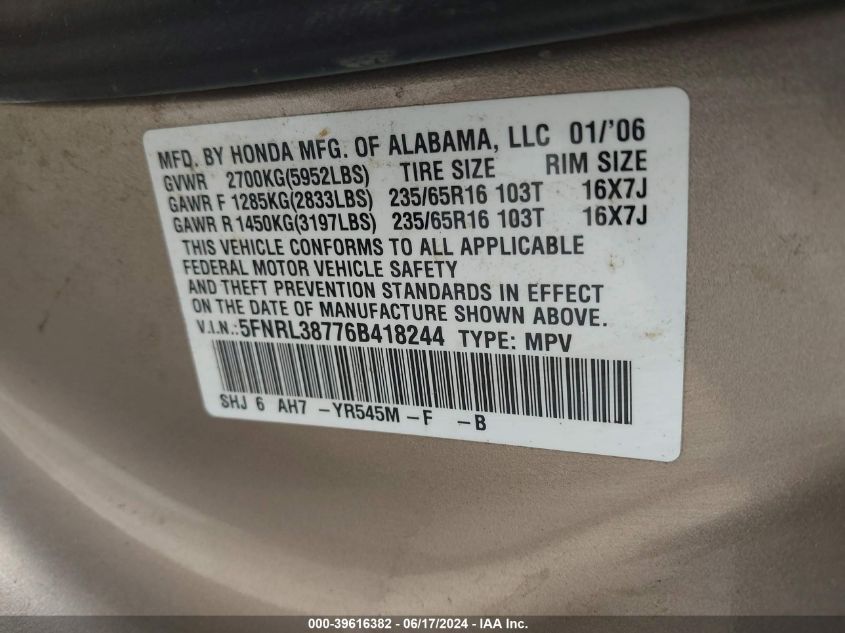 MFD. BY HONDA MFG. OF ALABAMA, LLC 01/'06
GVWR 2700KG(5952LBS) TIRE SIZE RIM SIZE
GAWR F 1285KG(2833LBS) 235/65R16 103T 16X7J
GAWR R 1450KG(3197LBS) 235/65R16 103T 16X7J
THIS VEHICLE CONFORMS TO ALL APPLICABLE
FEDERAL MOTOR VEHICLE SAFETY
AND THEFT PREVENTION STANDARDS IN EFFECT
ON THE DATE OF MANUFACTURE SHOWN ABOVE.
V.I.N.:5FNRL38776B418244 TYPE: MPV
SHJ 6 AH7 -YR545M -F -B
000-39616382 - 06/17/2024 - IAA Inc.